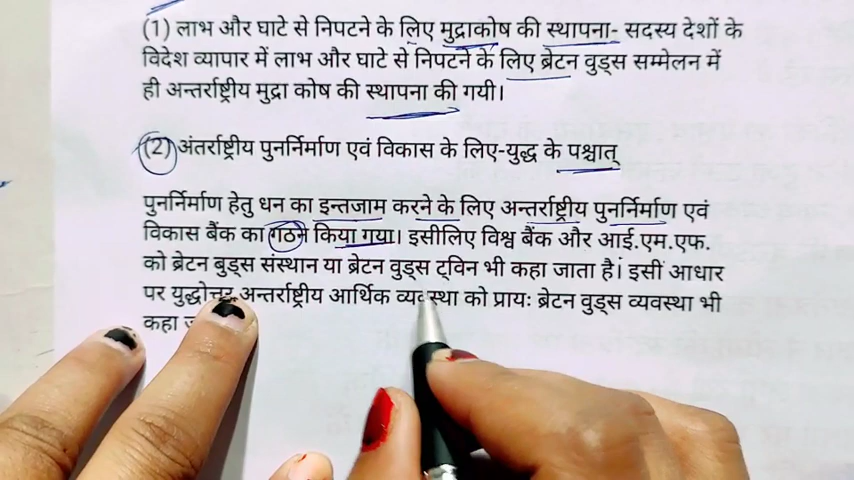 (1) लाभ और घाटे से निपटने के लिए मुद्राकोष की स्थापना- सदस्य देशों के
विदेश व्यापार में लाभ और घाटे से निपटने के लिए ब्रेटन वुड्स सम्मेलन में
ही अन्तर्राष्ट्रीय मुद्रा कोष की स्थापना की गयी।
(2) अंतर्राष्ट्रीय पुनर्निर्माण एवं विकास के लिए-युद्ध के पश्चात्
पुनर्निर्माण हेतु धन का इन्तजाम करने के लिए अन्तर्राष्ट्रीय पुनर्निर्माण एवं
विकास बैंक का गठन किया गया। इसीलिए विश्व बैंक और आई.एम.एफ.
को ब्रेटन बुड्स संस्थान या ब्रेटन वुड्स ट्विन भी कहा जाता है। इसी आधार
पर युद्धोत्तर अन्तर्राष्ट्रीय आर्थिक व्यवस्था को प्रायः ब्रेटन वुड्स व्यवस्था भी
कहा